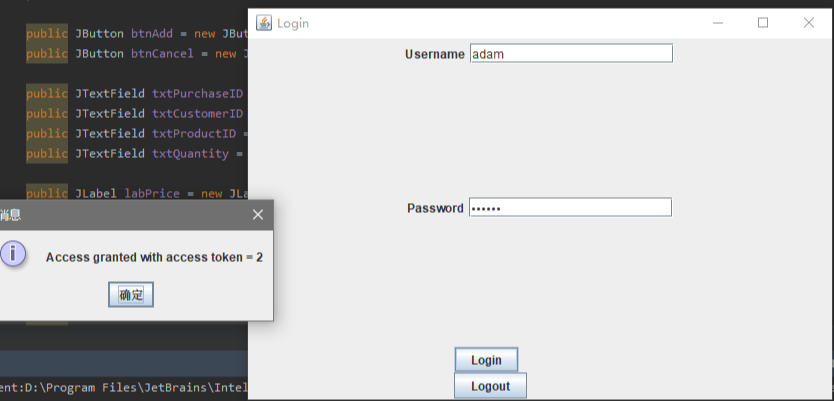 Login
public JButton btnAdd = new JBut
public JButton btnCancel = new J
public JTextField txtPurchaseID
public JTextField txtCustomerID
public JTextField txtProductID =
public JTextField txtQuantity =
public JLabel labPrice = new JLa
Username adam
Password ••••••
消息
Access granted with access token = 2
确定
Login
Logout
ent:D:\Program Files\JetBrains\Intel